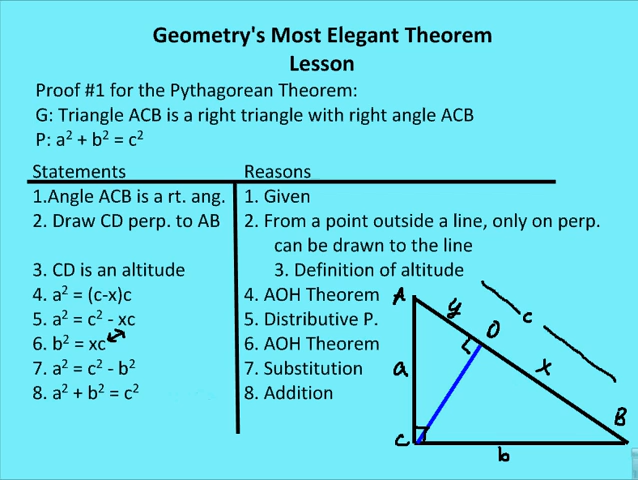 Geometry's Most Elegant Theorem
Lesson
Proof #1 for the Pythagorean Theorem:
G: Triangle ACB is a right triangle with right angle ACB
P: a² + b² = c²
Statements Reasons
1.Angle ACB is a rt. ang. 1. Given
2. Draw CD perp. to AB 2. From a point outside a line, only on perp.
can be drawn to the line
3. CD is an altitude 3. Definition of altitude
4. a² = (c-x)c 4. AOH Theorem
5. a² = c² - xc 5. Distributive P.
6. b² = xc 6. AOH Theorem
7. a² = c² - b² 7. Substitution
8. a² + b² = c² 8. Addition
A
y
c
D
a
x
B
C
b